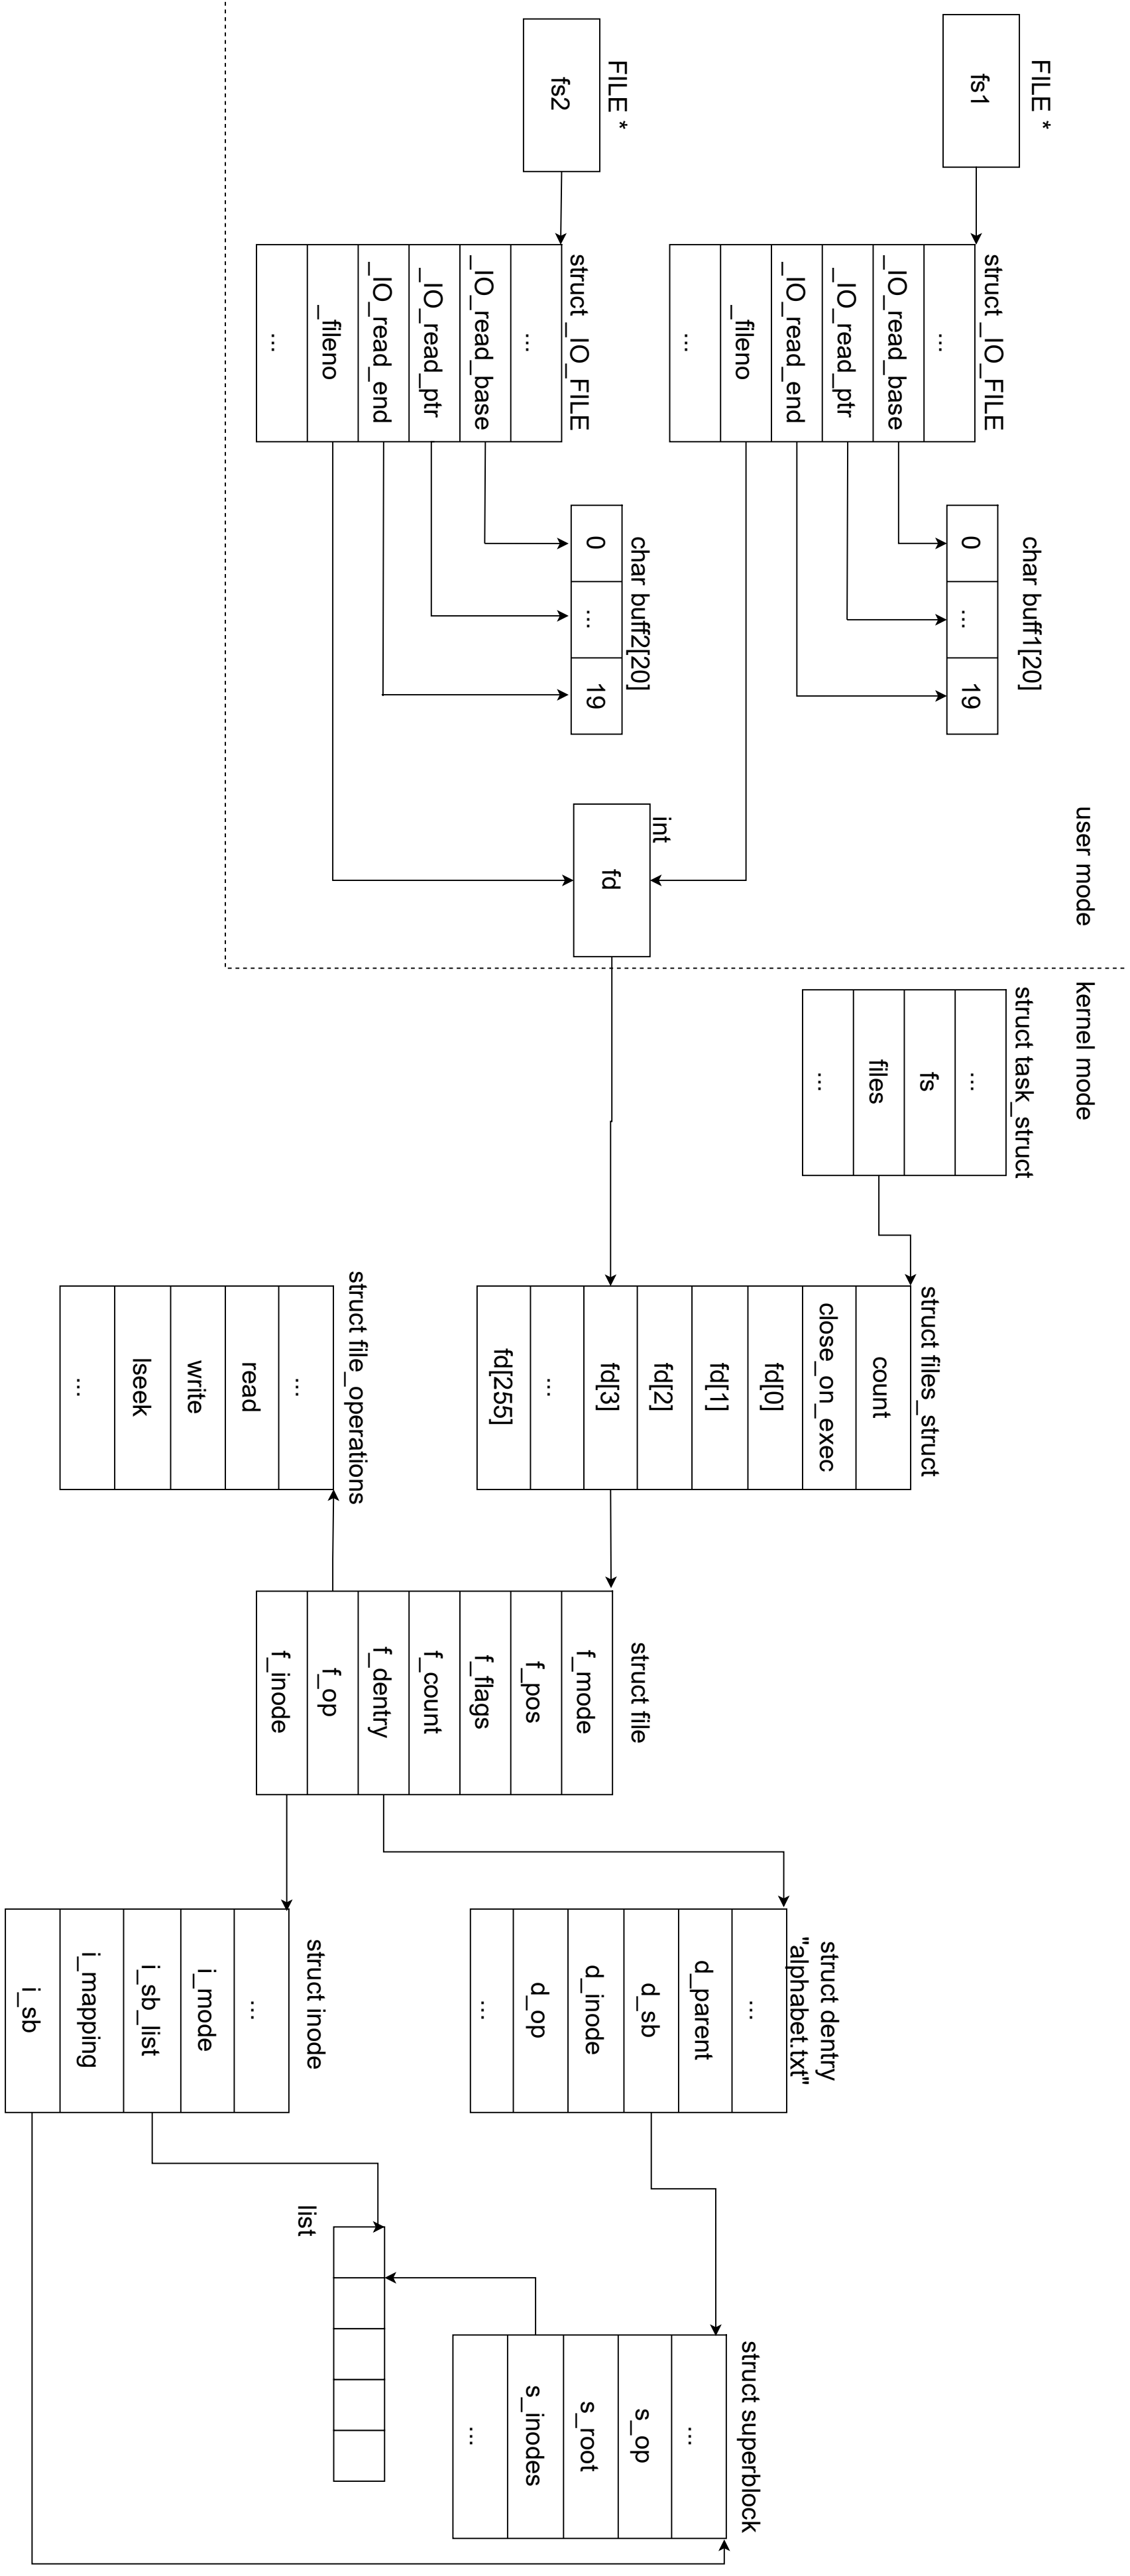 user mode
kernel mode
FILE *
fs1
struct _IO_FILE
...
_IO_read_base
_IO_read_ptr
_IO_read_end
_fileno
...
char buff1[20]
0
...
19
FILE *
fs2
struct _IO_FILE
...
_IO_read_base
_IO_read_ptr
_IO_read_end
_fileno
...
char buff2[20]
0
...
19
int
fd
struct task_struct
...
fs
files
...
struct files_struct
count
close_on_exec
fd[0]
fd[1]
fd[2]
fd[3]
...
fd[255]
struct file_operations
...
read
write
lseek
...
struct file
f_mode
f_pos
f_flags
f_count
f_dentry
f_op
f_inode
struct dentry
"alphabet.txt"
...
d_parent
d_sb
d_inode
d_op
...
struct inode
...
i_mode
i_sb_list
i_mapping
i_sb
list
struct superblock
...
s_op
s_root
s_inodes
...